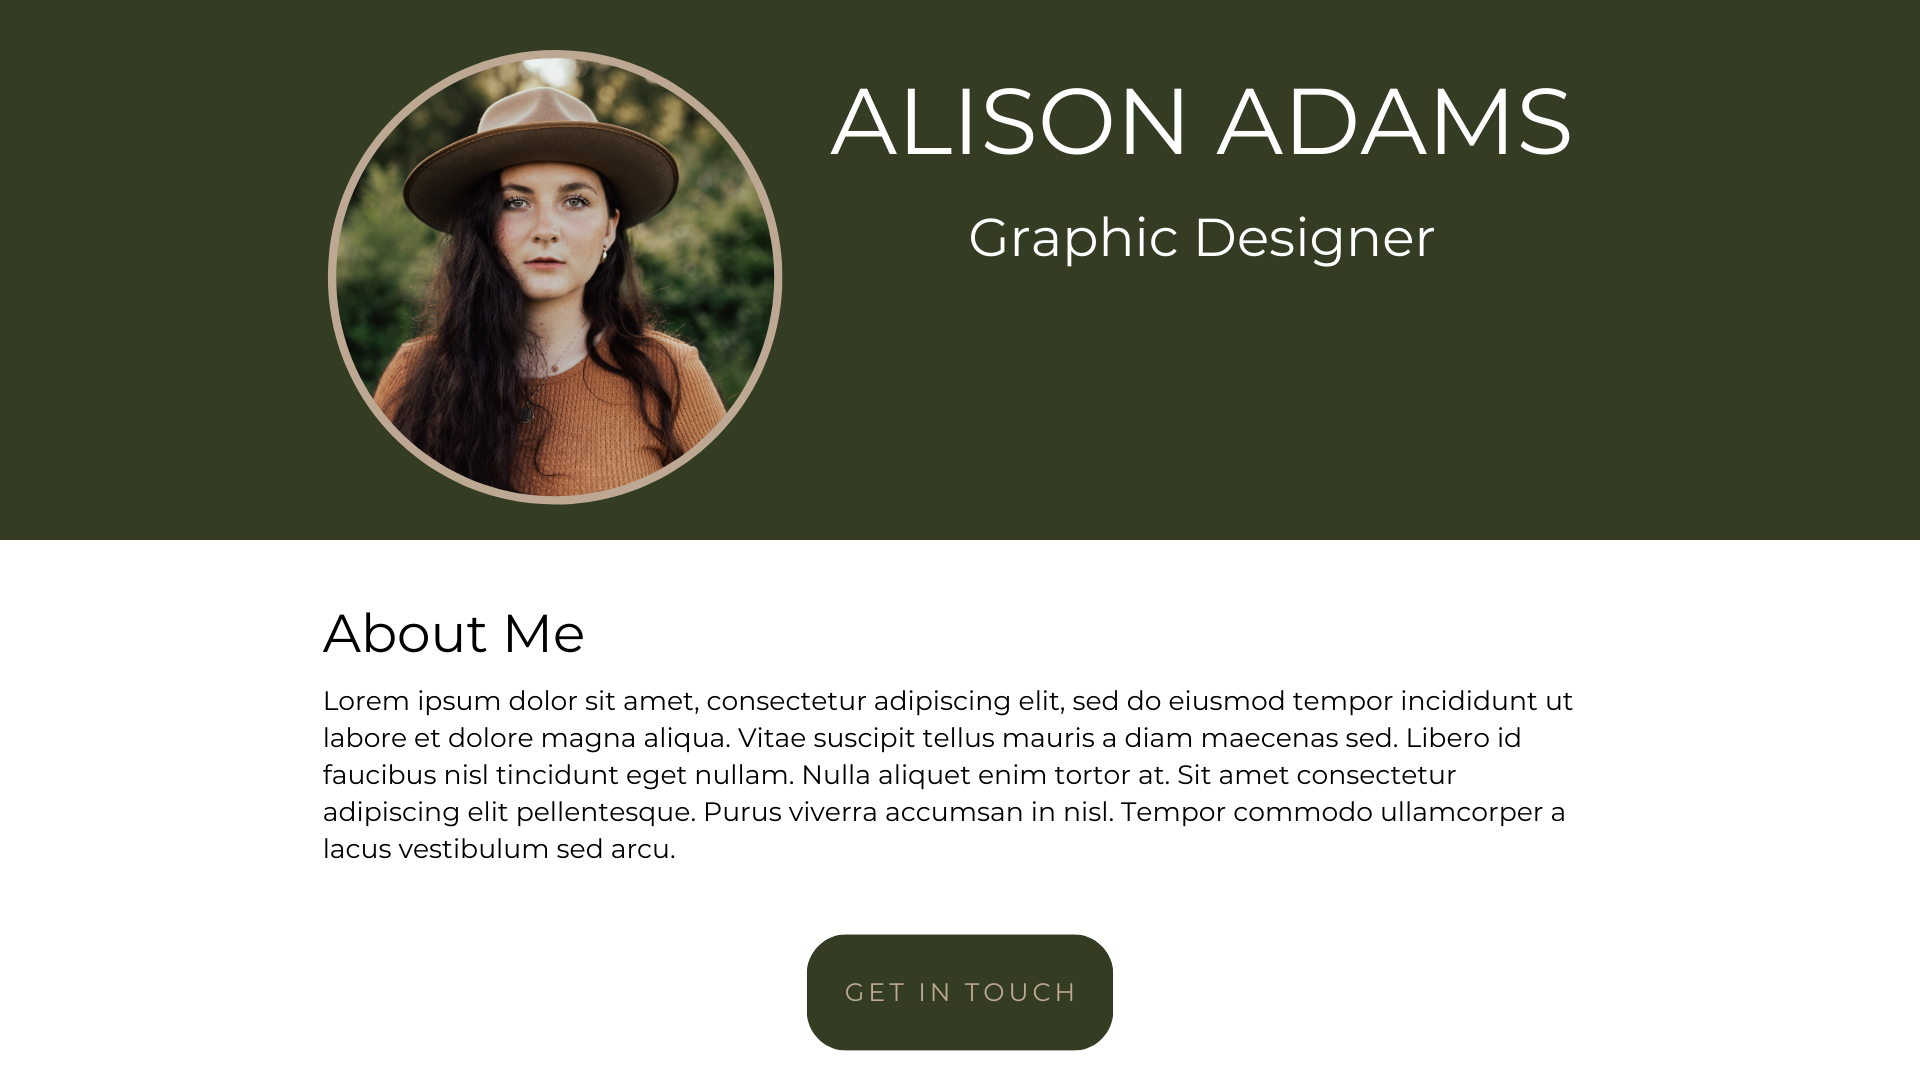 ALISON ADAMS
Graphic Designer
About Me
Lorem ipsum dolor sit amet, consectetur adipiscing elit, sed do eiusmod tempor incididunt ut
labore et dolore magna aliqua. Vitae suscipit tellus mauris a diam maecenas sed. Libero id
faucibus nisl tincidunt eget nullam. Nulla aliquet enim tortor at. Sit amet consectetur
adipiscing elit pellentesque. Purus viverra accumsan in nisl. Tempor commodo ullamcorper a
lacus vestibulum sed arcu.
GET IN TOUCH